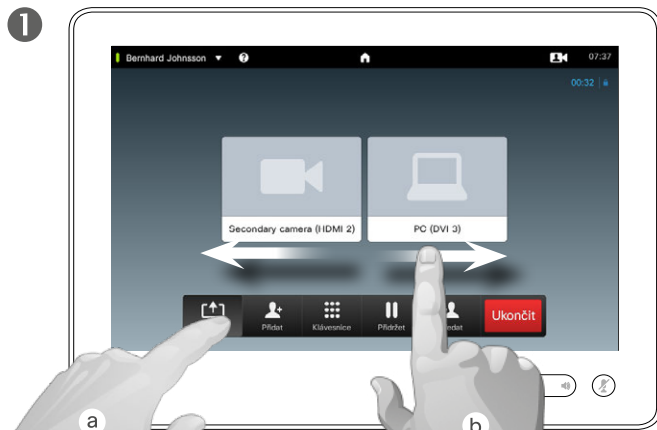 1
Bernhard Johnsson ▼ ? 07:37
00:32
Secondary camera (HDMI 2) PC (DVI 3)
Přidat Klávesnice Přidržet Ukončit
a b